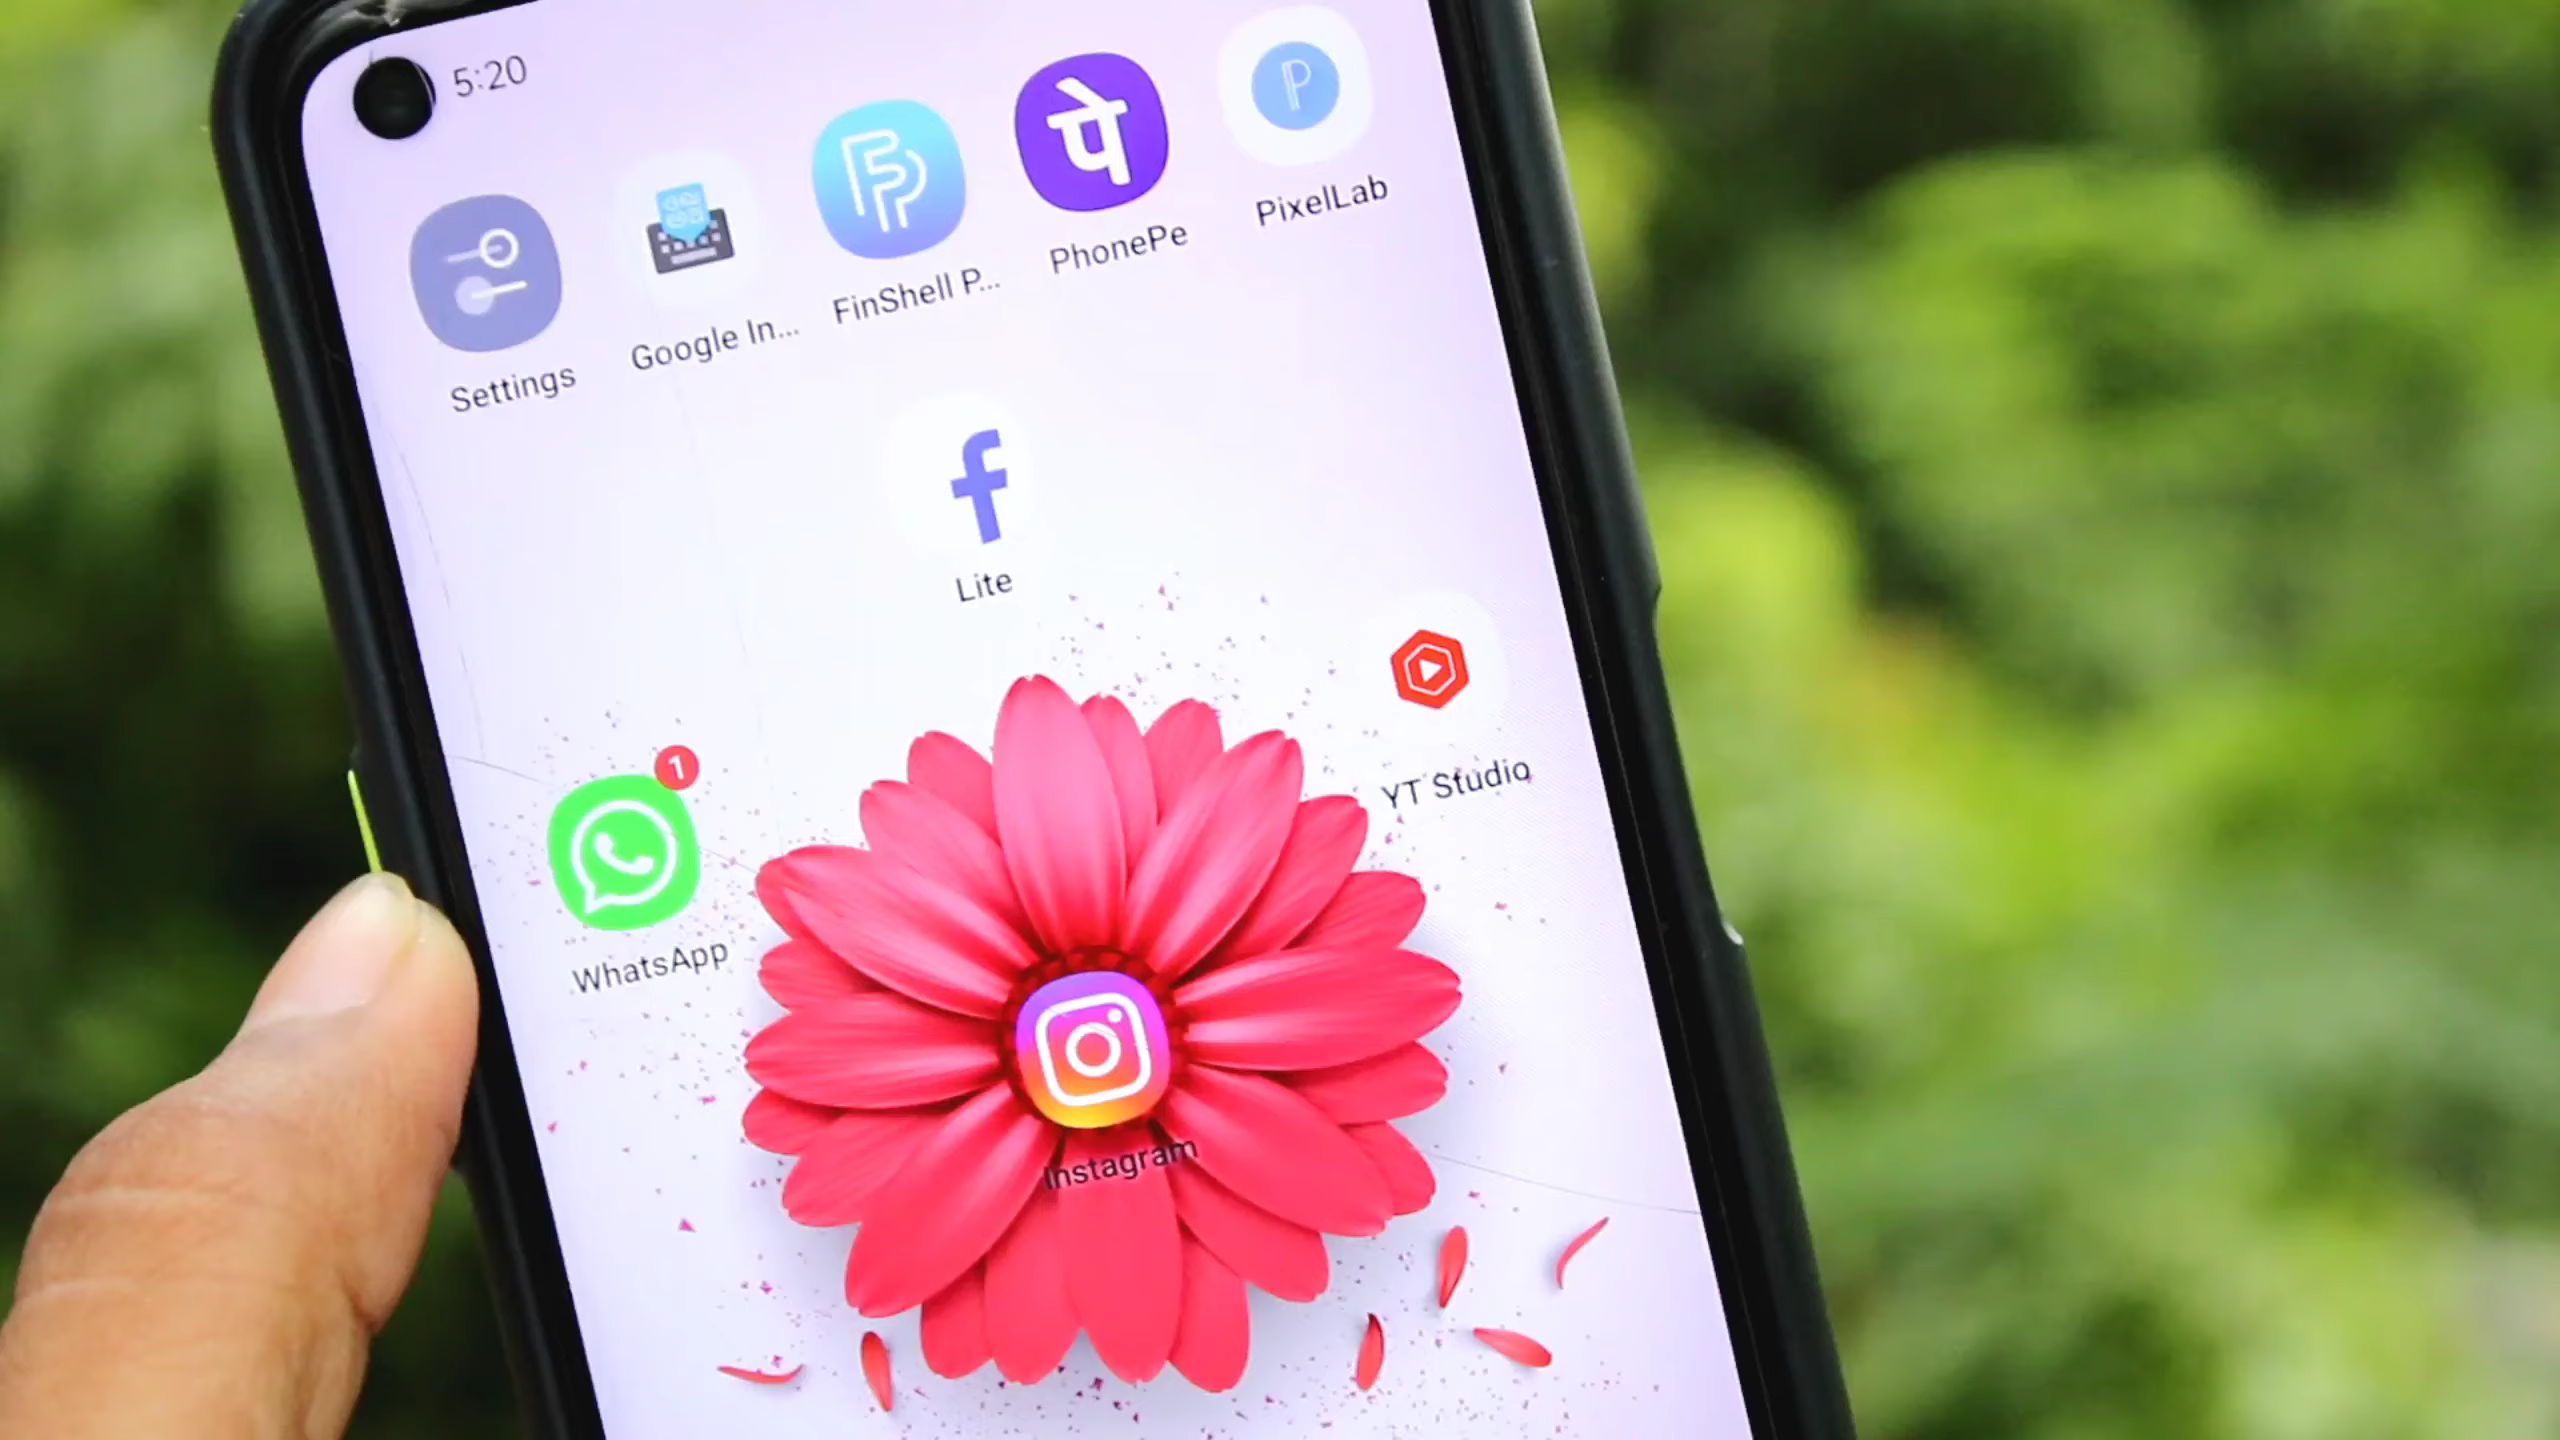 5:20
Settings
Google In...
FinShell P...
पे
PhonePe
P
PixelLab
f
Lite
YT Studio
1
WhatsApp
Instagram